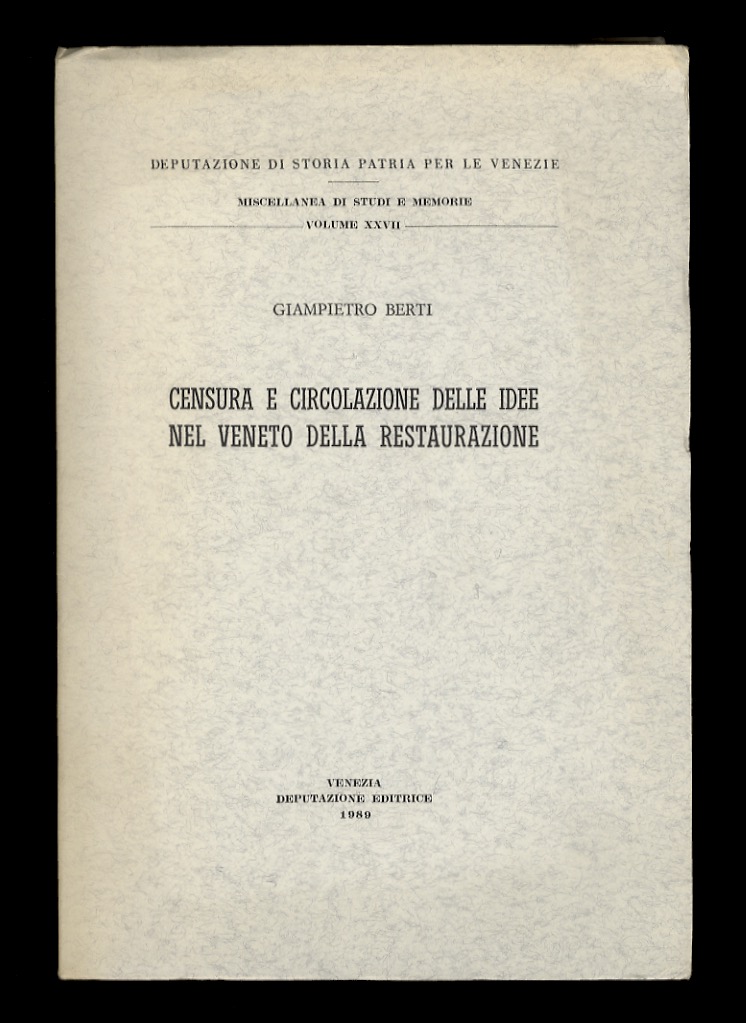 DEPUTAZIONE DI STORIA PATRIA PER LE VENEZIE
MISCELLANEA DI STUDI E MEMORIE
VOLUME XXVII
GIAMPIETRO BERTI
CENSURA E CIRCOLAZIONE DELLE IDEE
NEL VENETO DELLA RESTAURAZIONE
VENEZIA
DEPUTAZIONE EDITRICE
1989